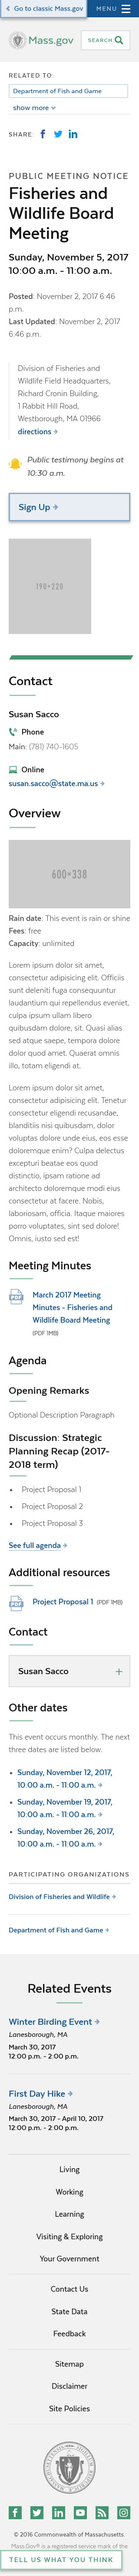 Go to classic Mass.gov
MENU
Mass.gov
SEARCH
RELATED TO:
Department of Fish and Game
show more
SHARE:
PUBLIC MEETING NOTICE
Fisheries and
Wildlife Board
Meeting
Sunday, November 5, 2017
10:00 a.m. - 11:00 a.m.
Posted: November 2, 2017 6:46
p.m.
Last Updated: November 2, 2017
6:46 p.m.
Division of Fisheries and
Wildlife Field Headquarters,
Richard Cronin Building,
1 Rabbit Hill Road,
Westborough, MA 01966
directions
Public testimony begins at
10:30 a.m.
Sign Up
190×220
Contact
Susan Sacco
Phone
Main: (781) 740-1605
Online
susan.sacco@state.ma.us
Overview
600×338
Rain date: This event is rain or shine
Fees: free
Capacity: unlimited
Lorem ipsum dolor sit amet,
consectetur adipisicing elit. Officiis
sunt deleniti fuga consequuntur
laudantium aut qui repellendus eveniet,
culpa ipsum corporis ullam libero
quibusdam dolore, sit. Quasi alias
sed atque saepe, tempora dolore
dolor amet sint. Quaerat omnis
illo, totam eligendi at.
Lorem ipsum dolor sit amet,
consectetur adipisicing elit. Tenetur
tempore eligendi recusandae,
blanditiis nisi enim quo molestias,
dolor voluptas dolore unde eius, eos eos
dolorem enim? Culpa delectus nam
excepturi consequatur eos quod
distinctio, ea totam impedit
accusamus nesciunt dolor eius
consectetur at facere. Nobis,
laboriosam, officia. Itaque maiores
porro voluptates, sint sed dolore!
Omnis, iusto sed est!
Meeting Minutes
March 2017 Meeting
Minutes - Fisheries and
Wildlife Board Meeting
(PDF 1MB)
Agenda
Opening Remarks
Optional Description Paragraph
Discussion: Strategic
Planning Recap (2017-
2018 term)
Project Proposal 1
Project Proposal 2
Project Proposal 3
See full agenda
Additional resources
Project Proposal 1 (PDF 1MB)
Contact
Susan Sacco
Other dates
This event occurs monthly. The next
three dates are listed below.
Sunday, November 12, 2017,
10:00 a.m. - 11:00 a.m.
Sunday, November 19, 2017,
10:00 a.m. - 11:00 a.m.
Sunday, November 26, 2017,
10:00 a.m. - 11:00 a.m.
PARTICIPATING ORGANIZATIONS
Division of Fisheries and Wildlife
Department of Fish and Game
Related Events
Winter Birding Event
Lanesborough, MA
March 30, 2017
12:00 p.m. - 2:00 p.m.
First Day Hike
Lanesborough, MA
March 30, 2017 - April 10, 2017
12:00 p.m. - 2:00 p.m.
Living
Working
Learning
Visiting & Exploring
Your Government
Contact Us
State Data
Feedback
Sitemap
Disclaimer
Site Policies
© 2016 Commonwealth of Massachusetts.
Mass.Gov® is a registered service mark of the
TELL US WHAT YOU THINK